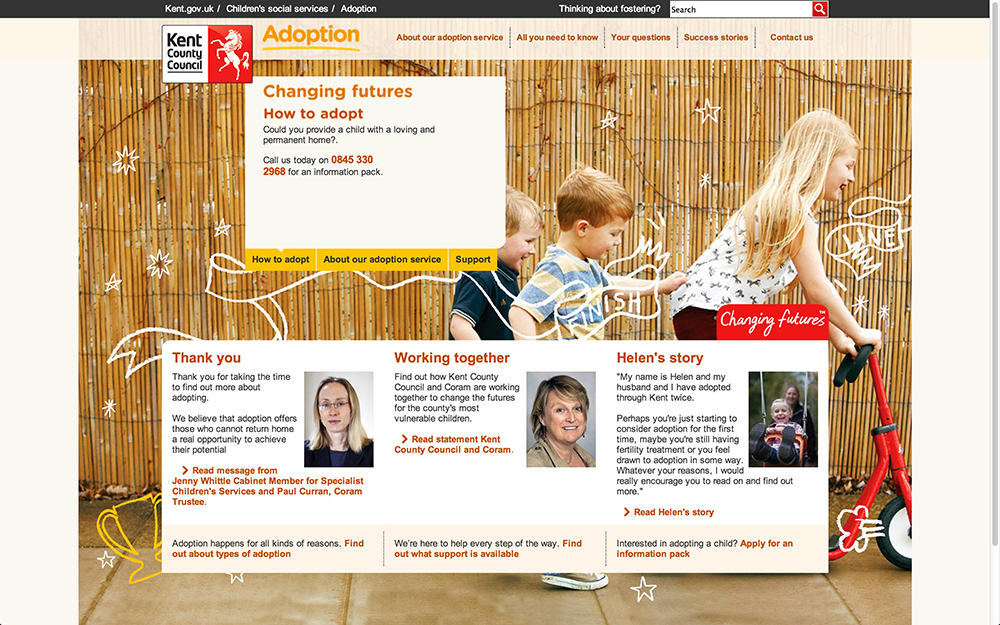 Kent.gov.uk / Children's social services / Adoption
Thinking about fostering?
Search
Kent
County
Council
Adoption
About our adoption service
All you need to know
Your questions
Success stories
Contact us
Changing futures
How to adopt
Could you provide a child with a loving and
permanent home?.
Call us today on 0845 330
2968 for an information pack.
How to adopt
About our adoption service
Support
LINE
FINISH
Changing futures™
Thank you
Thank you for taking the time
to find out more about
adopting.
We believe that adoption offers
those who cannot return home
a real opportunity to achieve
their potential
Read message from
Jenny Whittle Cabinet Member for Specialist
Children's Services and Paul Curran, Coram
Trustee.
Working together
Find out how Kent County
Council and Coram are working
together to change the futures
for the county's most
vulnerable children.
Read statement Kent
County Council and Coram.
Helen's story
"My name is Helen and my
husband and I have adopted
through Kent twice.
Perhaps you're just starting to
consider adoption for the first
time, maybe you're still having
fertility treatment or you feel
drawn to adoption in some way.
Whatever your reasons, I would
really encourage you to read on and find out
more."
Read Helen's story
Adoption happens for all kinds of reasons. Find
out about types of adoption
We're here to help every step of the way. Find
out what support is available
Interested in adopting a child? Apply for an
information pack